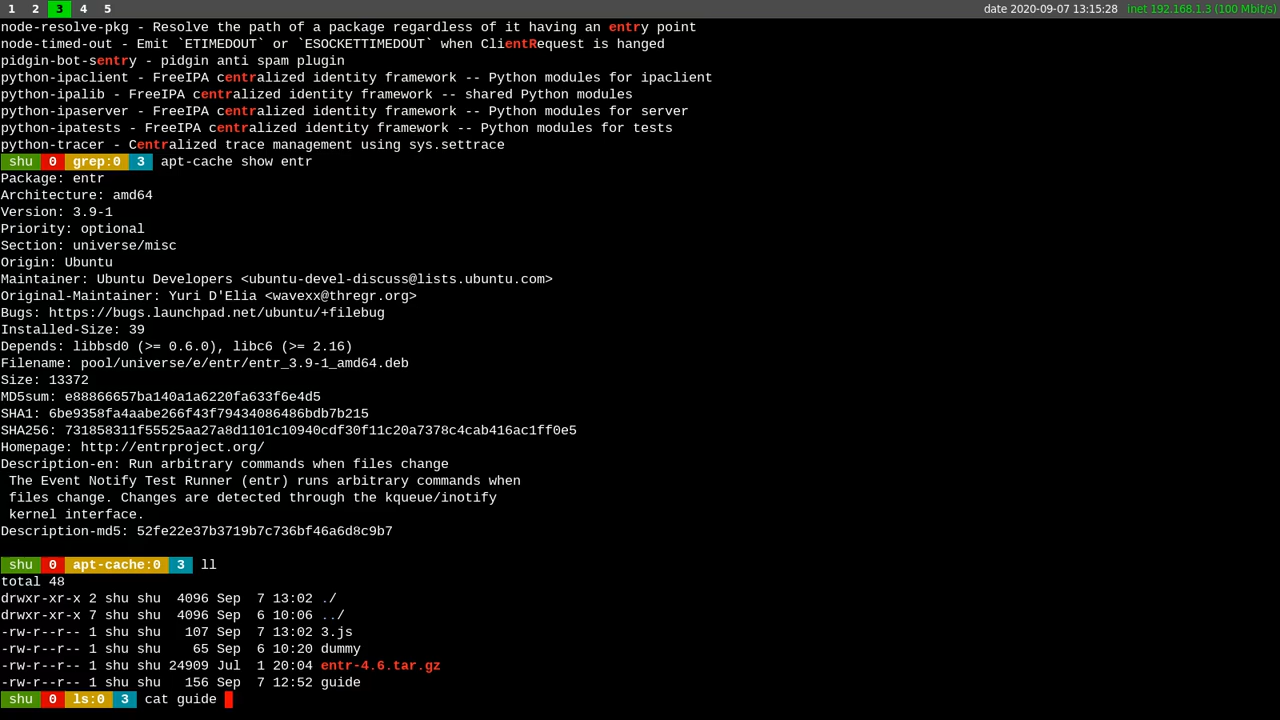 1 2 3 4 5 date 2020-09-07 13:15:28 inet 192.168.1.3 (100 Mbit/s)
node-resolve-pkg - Resolve the path of a package regardless of it having an entry point
node-timed-out - Emit `ETIMEDOUT` or `ESOCKETTIMEDOUT` when ClientRequest is hanged
pidgin-bot-sentry - pidgin anti spam plugin
python-ipaclient - FreeIPA centralized identity framework -- Python modules for ipaclient
python-ipalib - FreeIPA centralized identity framework -- shared Python modules
python-ipaserver - FreeIPA centralized identity framework -- Python modules for server
python-ipatests - FreeIPA centralized identity framework -- Python modules for tests
python-tracer - Centralized trace management using sys.settrace
shu 0 grep:0 3 apt-cache show entr
Package: entr
Architecture: amd64
Version: 3.9-1
Priority: optional
Section: universe/misc
Origin: Ubuntu
Maintainer: Ubuntu Developers <ubuntu-devel-discuss@lists.ubuntu.com>
Original-Maintainer: Yuri D'Elia <wavexx@thregr.org>
Bugs: https://bugs.launchpad.net/ubuntu/+filebug
Installed-Size: 39
Depends: libbsd0 (>= 0.6.0), libc6 (>= 2.16)
Filename: pool/universe/e/entr/entr_3.9-1_amd64.deb
Size: 13372
MD5sum: e88866657ba140a1a6220fa633f6e4d5
SHA1: 6be9358fa4aabe266f43f79434086486bdb7b215
SHA256: 731858311f55525aa27a8d1101c10940cdf30f11c20a7378c4cab416ac1ff0e5
Homepage: http://entrproject.org/
Description-en: Run arbitrary commands when files change
The Event Notify Test Runner (entr) runs arbitrary commands when
files change. Changes are detected through the kqueue/inotify
kernel interface.
Description-md5: 52fe22e37b3719b7c736bf46a6d8c9b7
shu 0 apt-cache:0 3 ll
total 48
drwxr-xr-x 2 shu shu 4096 Sep 7 13:02 ./
drwxr-xr-x 7 shu shu 4096 Sep 6 10:06 ../
-rw-r--r-- 1 shu shu 107 Sep 7 13:02 3.js
-rw-r--r-- 1 shu shu 65 Sep 6 10:20 dummy
-rw-r--r-- 1 shu shu 24909 Jul 1 20:04 entr-4.6.tar.gz
-rw-r--r-- 1 shu shu 156 Sep 7 12:52 guide
shu 0 ls:0 3 cat guide